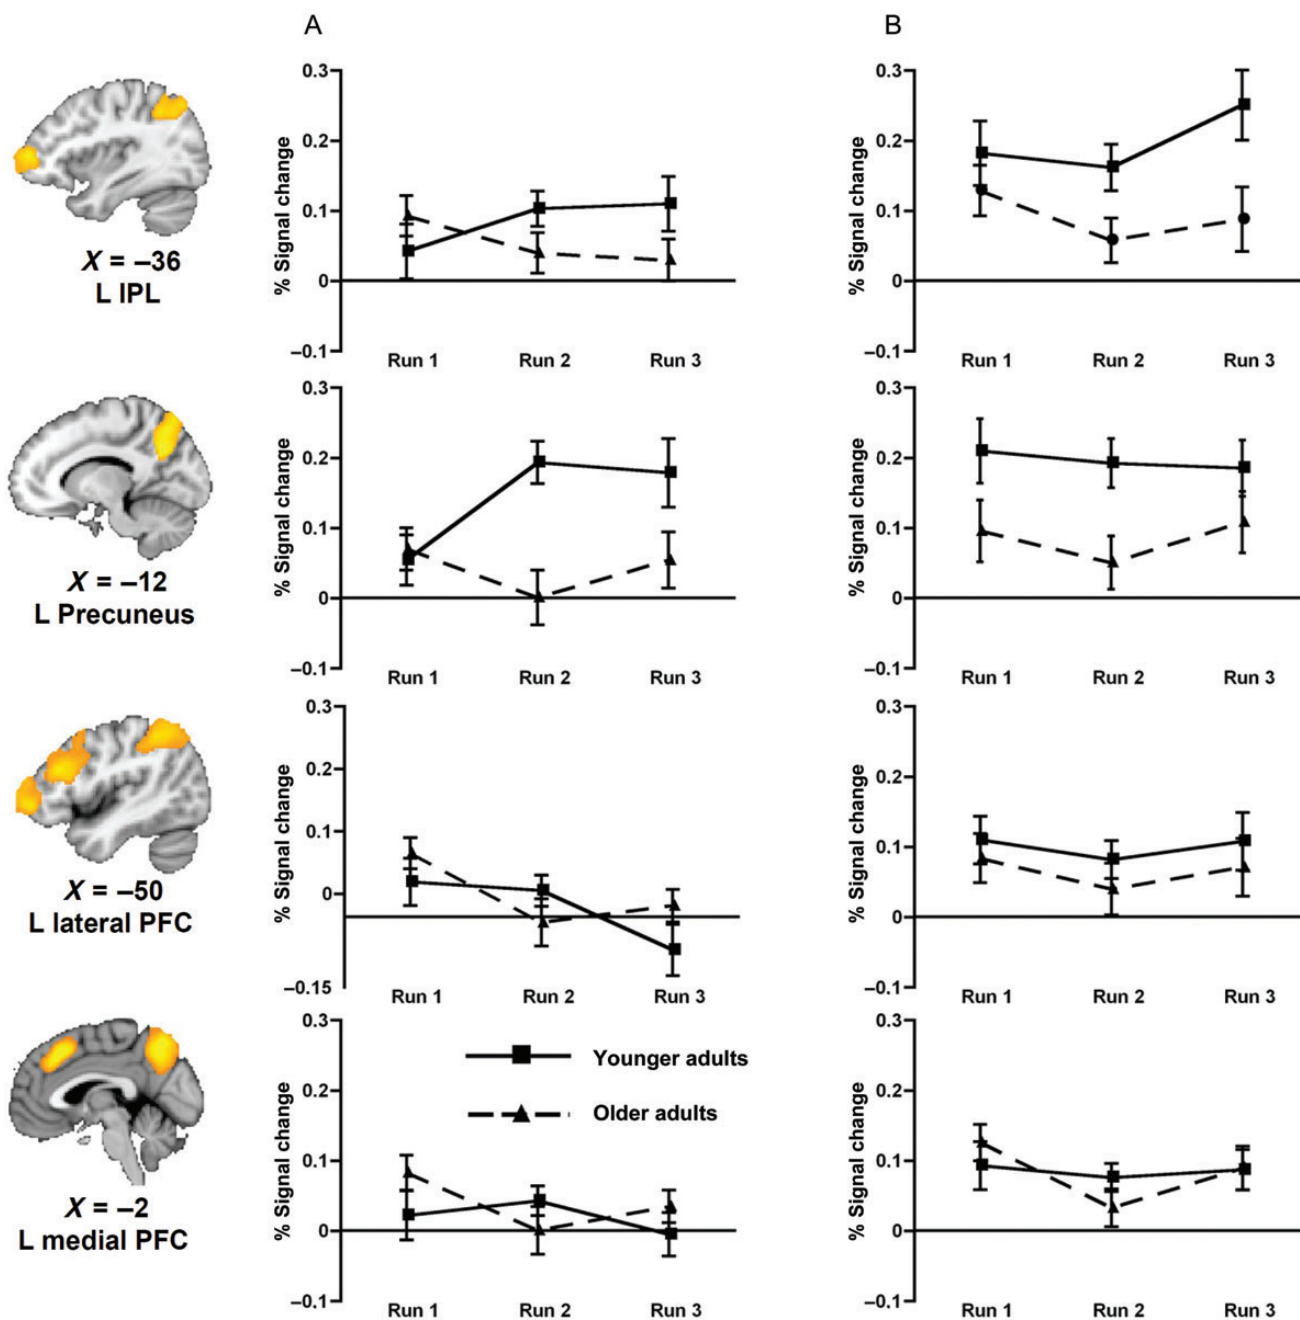 A
B
X = –36
L IPL
% Signal change
0.3
0.2
0.1
0
–0.1
Run 1 Run 2 Run 3
% Signal change
0.3
0.2
0.1
0
–0.1
Run 1 Run 2 Run 3
X = –12
L Precuneus
% Signal change
0.3
0.2
0.1
0
–0.1
Run 1 Run 2 Run 3
% Signal change
0.3
0.2
0.1
0
–0.1
Run 1 Run 2 Run 3
X = –50
L lateral PFC
% Signal change
0.3
0.2
0.1
0
–0.15
Run 1 Run 2 Run 3
% Signal change
0.3
0.2
0.1
0
–0.1
Run 1 Run 2 Run 3
X = –2
L medial PFC
% Signal change
0.3
0.2
0.1
0
–0.1
Run 1 Run 2 Run 3
Younger adults
Older adults
% Signal change
0.3
0.2
0.1
0
–0.1
Run 1 Run 2 Run 3